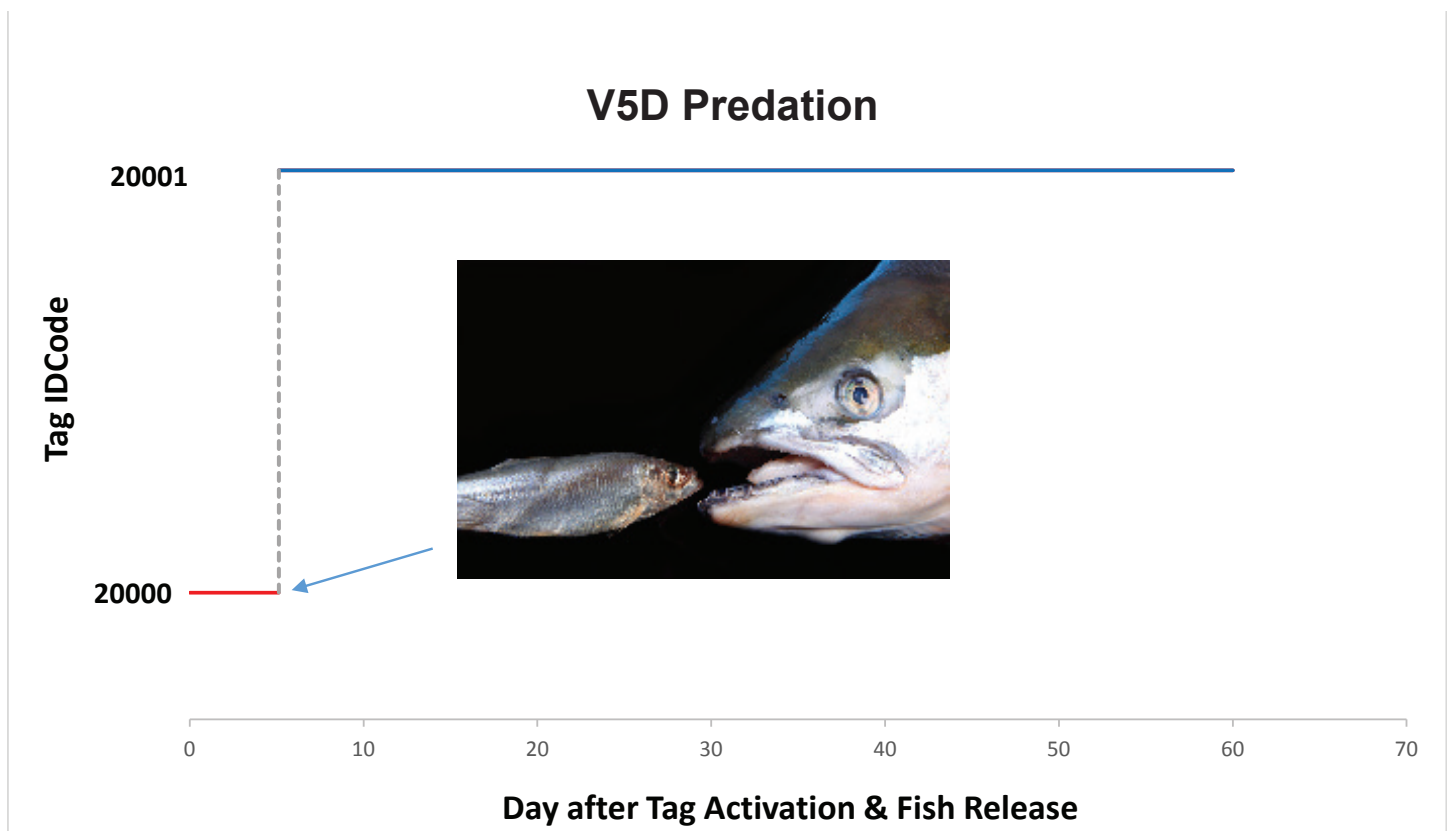 V5D Predation
20001
Tag IDCode
20000
0 10 20 30 40 50 60 70
Day after Tag Activation & Fish Release